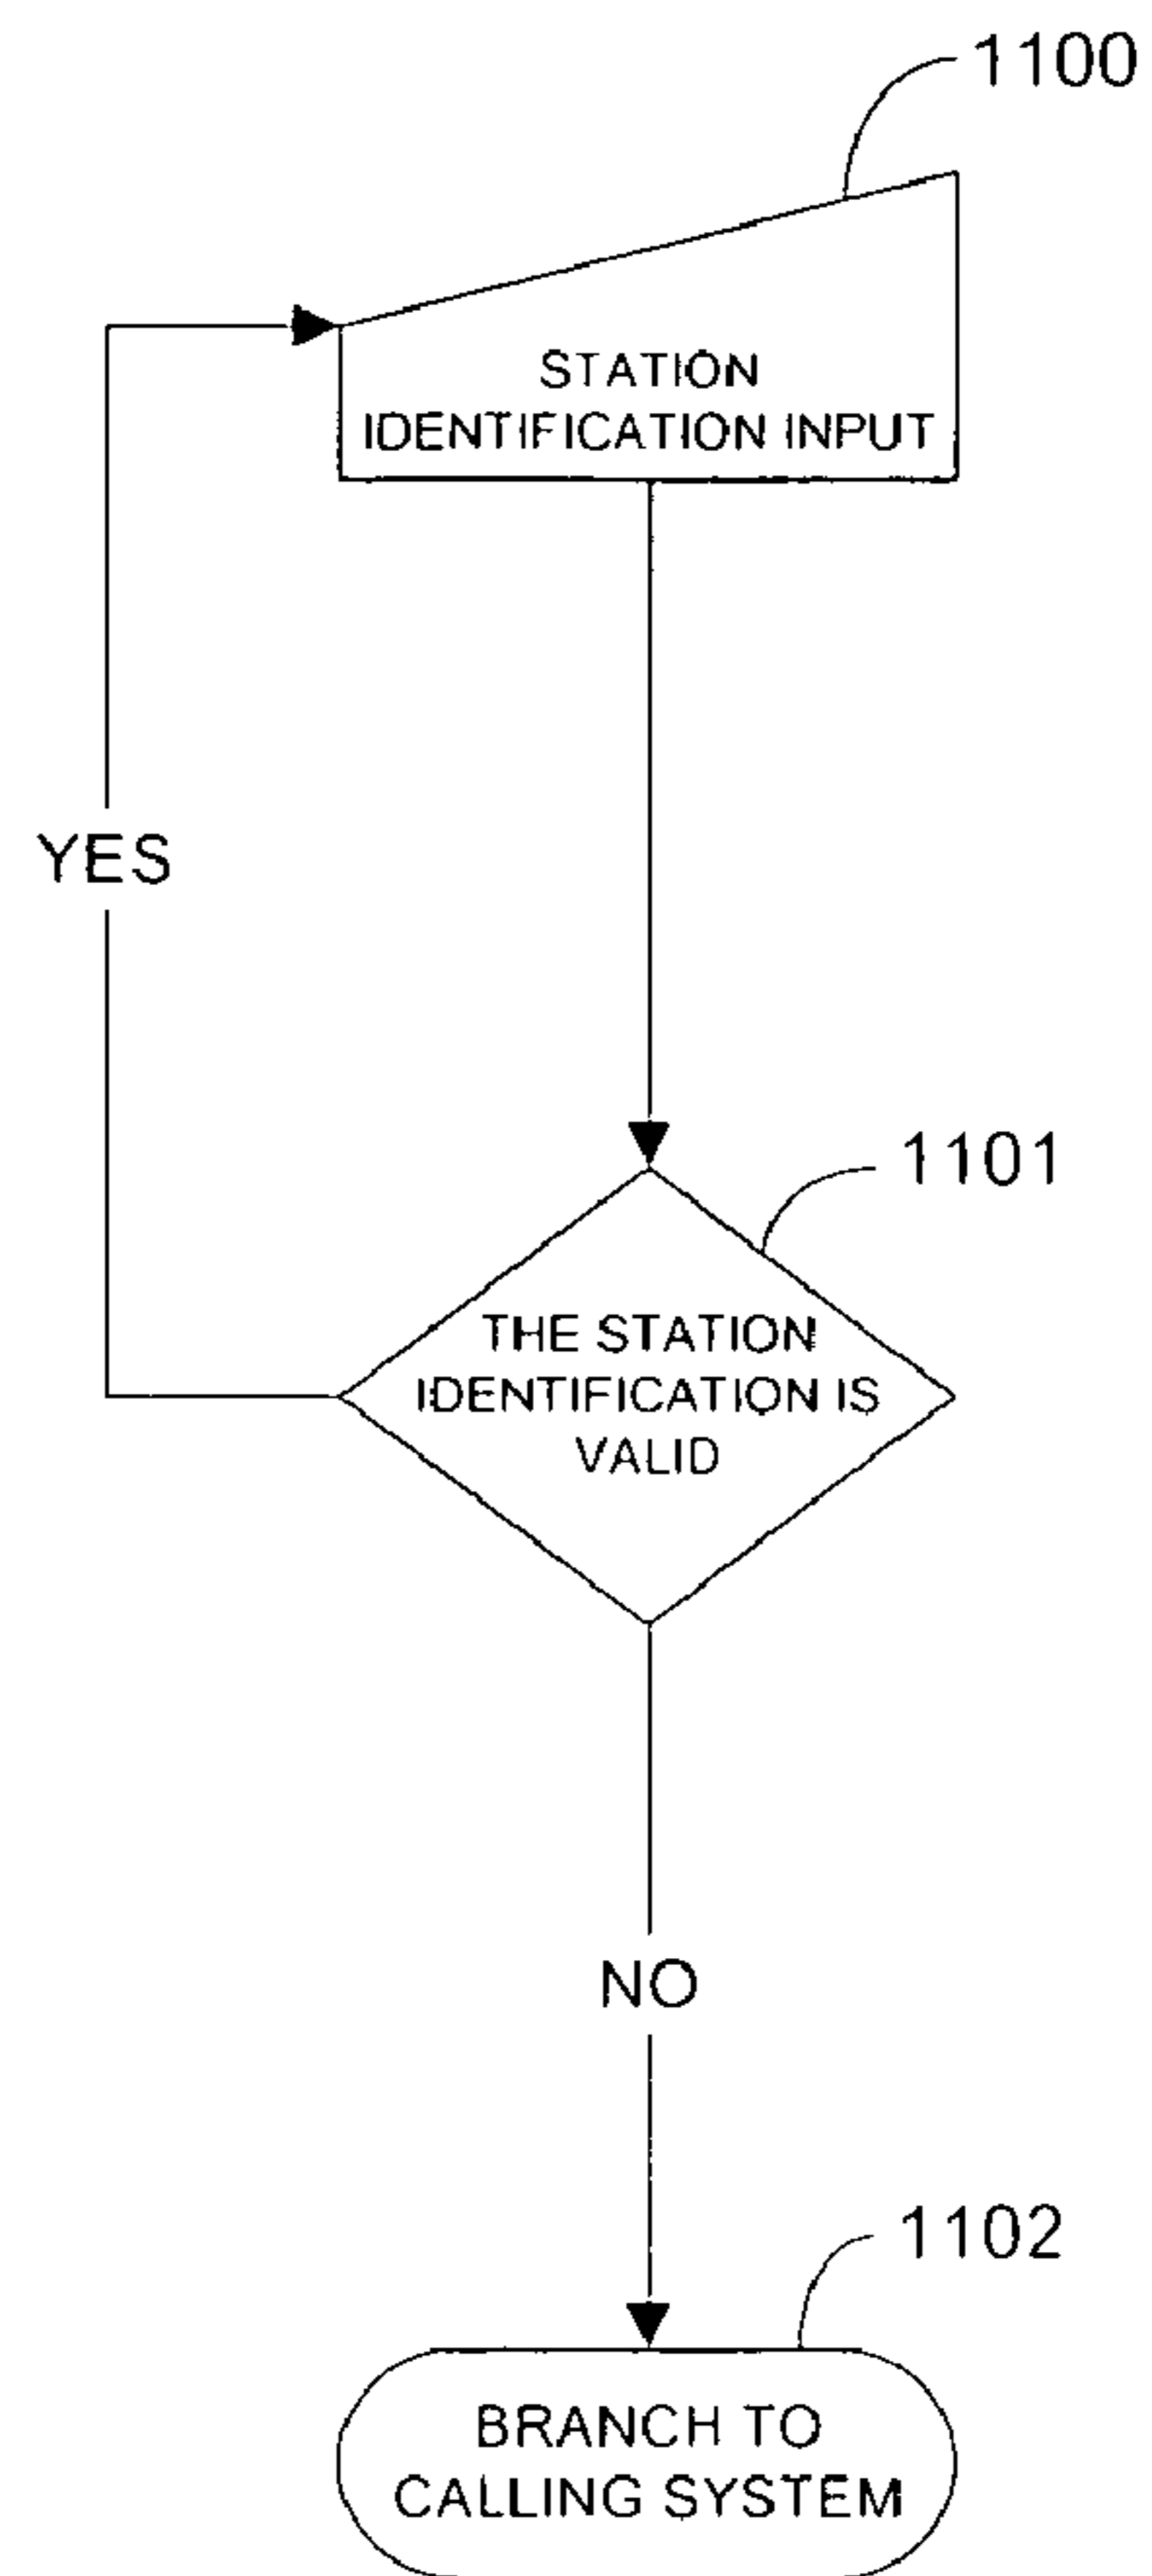 1100
STATION
IDENTIFICATION INPUT
YES
1101
THE STATION
IDENTIFICATION IS
VALID
NO
1102
BRANCH TO
CALLING SYSTEM